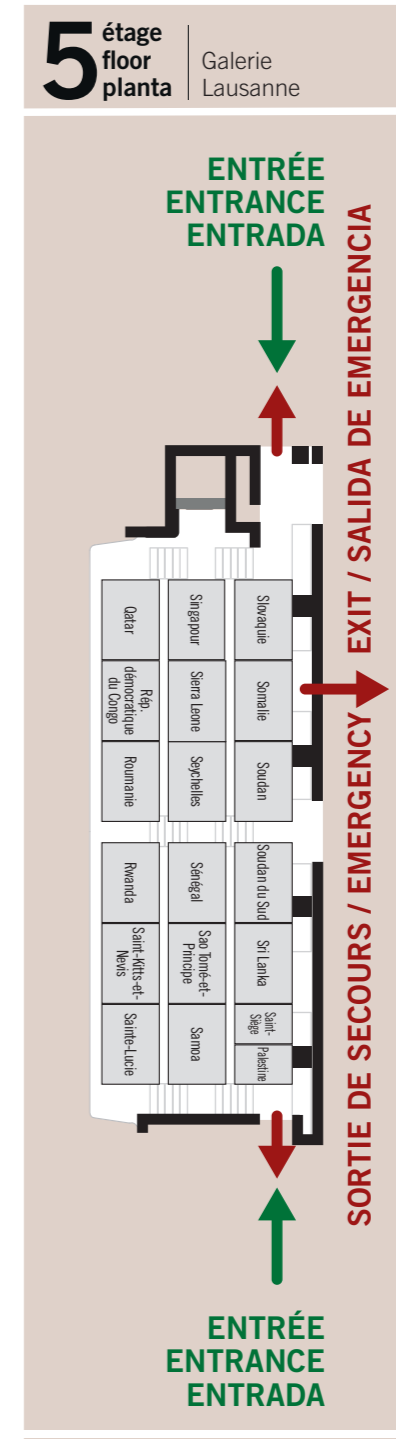 5
étage
floor
planta
Galerie
Lausanne
ENTRÉE
ENTRANCE
ENTRADA
SORTIE DE SECOURS / EMERGENCY EXIT / SALIDA DE EMERGENCIA
Slovaquie
Somalie
Soudan
Soudan du Sud
Sri Lanka
Saint-
Siège
Palestine
Singapour
Sierra Leone
Seychelles
Sénégal
Sao Tomé-et-
Principe
Samoa
Qatar
Rép.
démocratique
du Congo
Roumanie
Rwanda
Saint-Kitts-et-
Nevis
Sainte-Lucie
ENTRÉE
ENTRANCE
ENTRADA